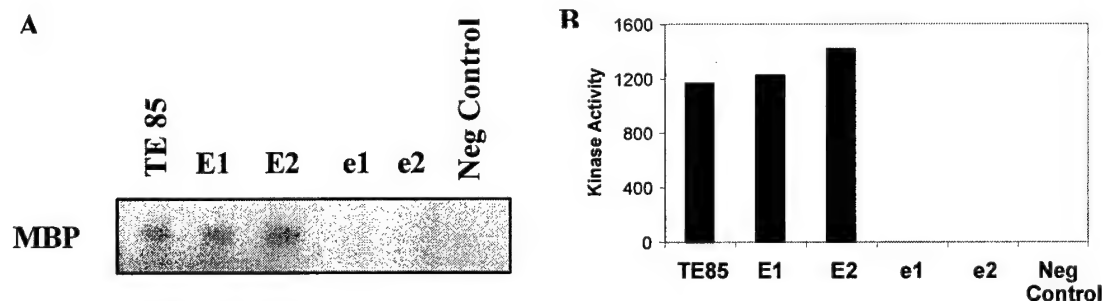 A
TE 85
E1
E2
e1
e2
Neg Control
MBP
B
1600
1200
800
400
0
Kinase Activity
TE85
E1
E2
e1
e2
Neg
Control